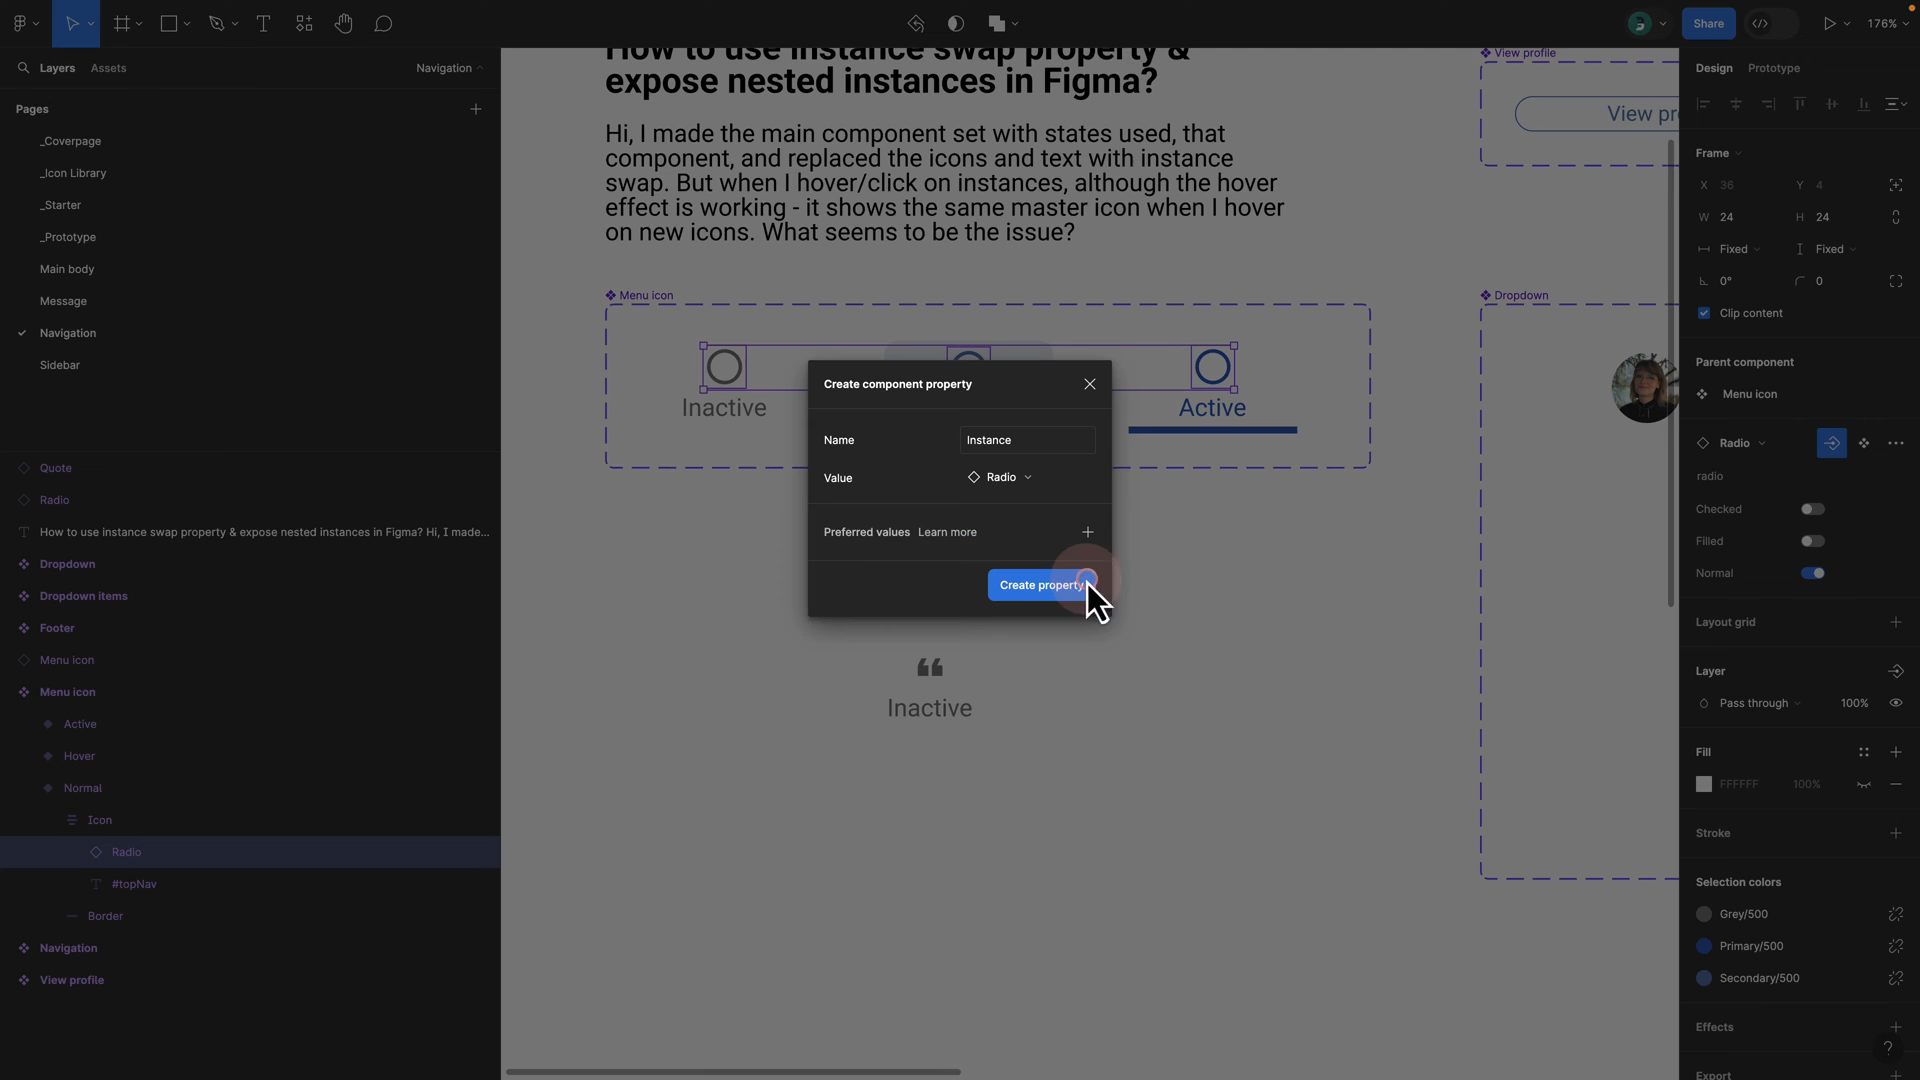 Share
176%
Layers
Assets
Navigation
Pages
_Coverpage
_Icon Library
_Starter
_Prototype
Main body
Message
Navigation
Sidebar
Quote
Radio
How to use instance swap property & expose nested instances in Figma? Hi, I made...
Dropdown
Dropdown items
Footer
Menu icon
Menu icon
Active
Hover
Normal
Icon
Radio
#topNav
Border
Navigation
View profile
How to use instance swap property &
expose nested instances in Figma?
Hi, I made the main component set with states used, that
component, and replaced the icons and text with instance
swap. But when I hover/click on instances, although the hover
effect is working - it shows the same master icon when I hover
on new icons. What seems to be the issue?
Menu icon
Inactive
Active
Create component property
Name
Instance
Value
Radio
Preferred values Learn more
Create property
“
Inactive
View profile
View pr
Dropdown
Design
Prototype
Frame
X 36
Y 4
W 24
H 24
Fixed
Fixed
0°
0
Clip content
Parent component
Menu icon
Radio
radio
Checked
Filled
Normal
Layout grid
Layer
Pass through
100%
Fill
FFFFFF
100%
Stroke
Selection colors
Grey/500
Primary/500
Secondary/500
Effects
?
Export